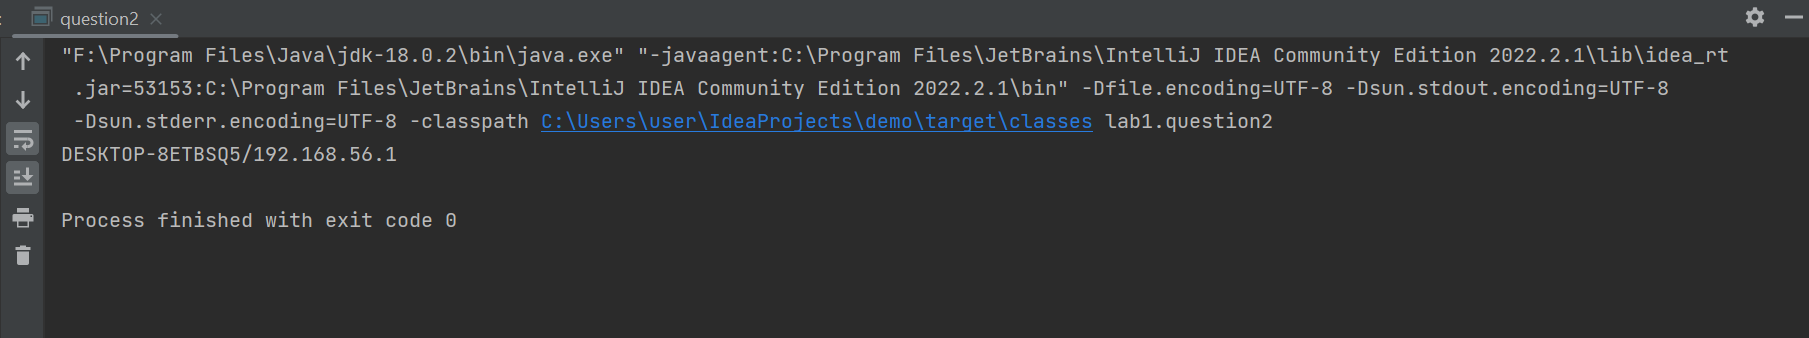 question2
"F:\Program Files\Java\jdk-18.0.2\bin\java.exe" "-javaagent:C:\Program Files\JetBrains\IntelliJ IDEA Community Edition 2022.2.1\lib\idea_rt
.jar=53153:C:\Program Files\JetBrains\IntelliJ IDEA Community Edition 2022.2.1\bin" -Dfile.encoding=UTF-8 -Dsun.stdout.encoding=UTF-8
-Dsun.stderr.encoding=UTF-8 -classpath C:\Users\user\IdeaProjects\demo\target\classes lab1.question2
DESKTOP-8ETBSQ5/192.168.56.1
Process finished with exit code 0